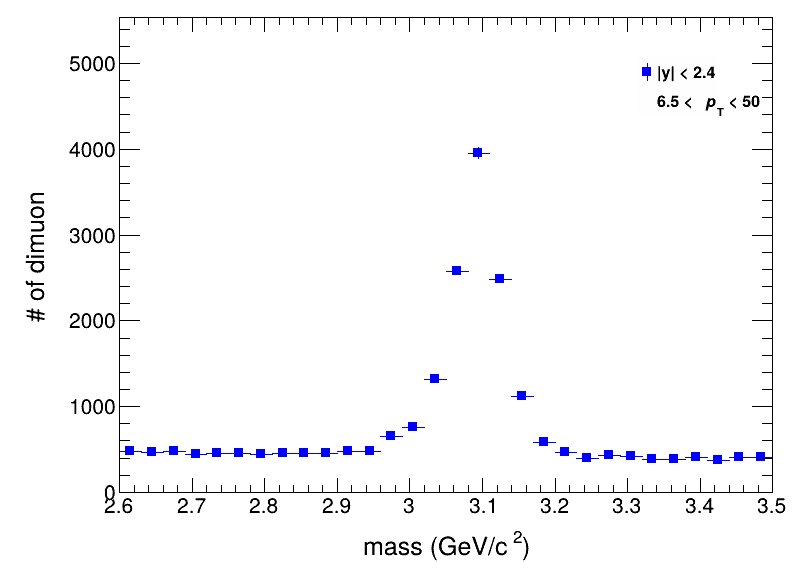 5000
4000
3000
2000
1000
0
# of dimuon
|y| < 2.4
6.5 < p_T < 50
2.6 2.7 2.8 2.9 3 3.1 3.2 3.3 3.4 3.5
mass (GeV/c²)